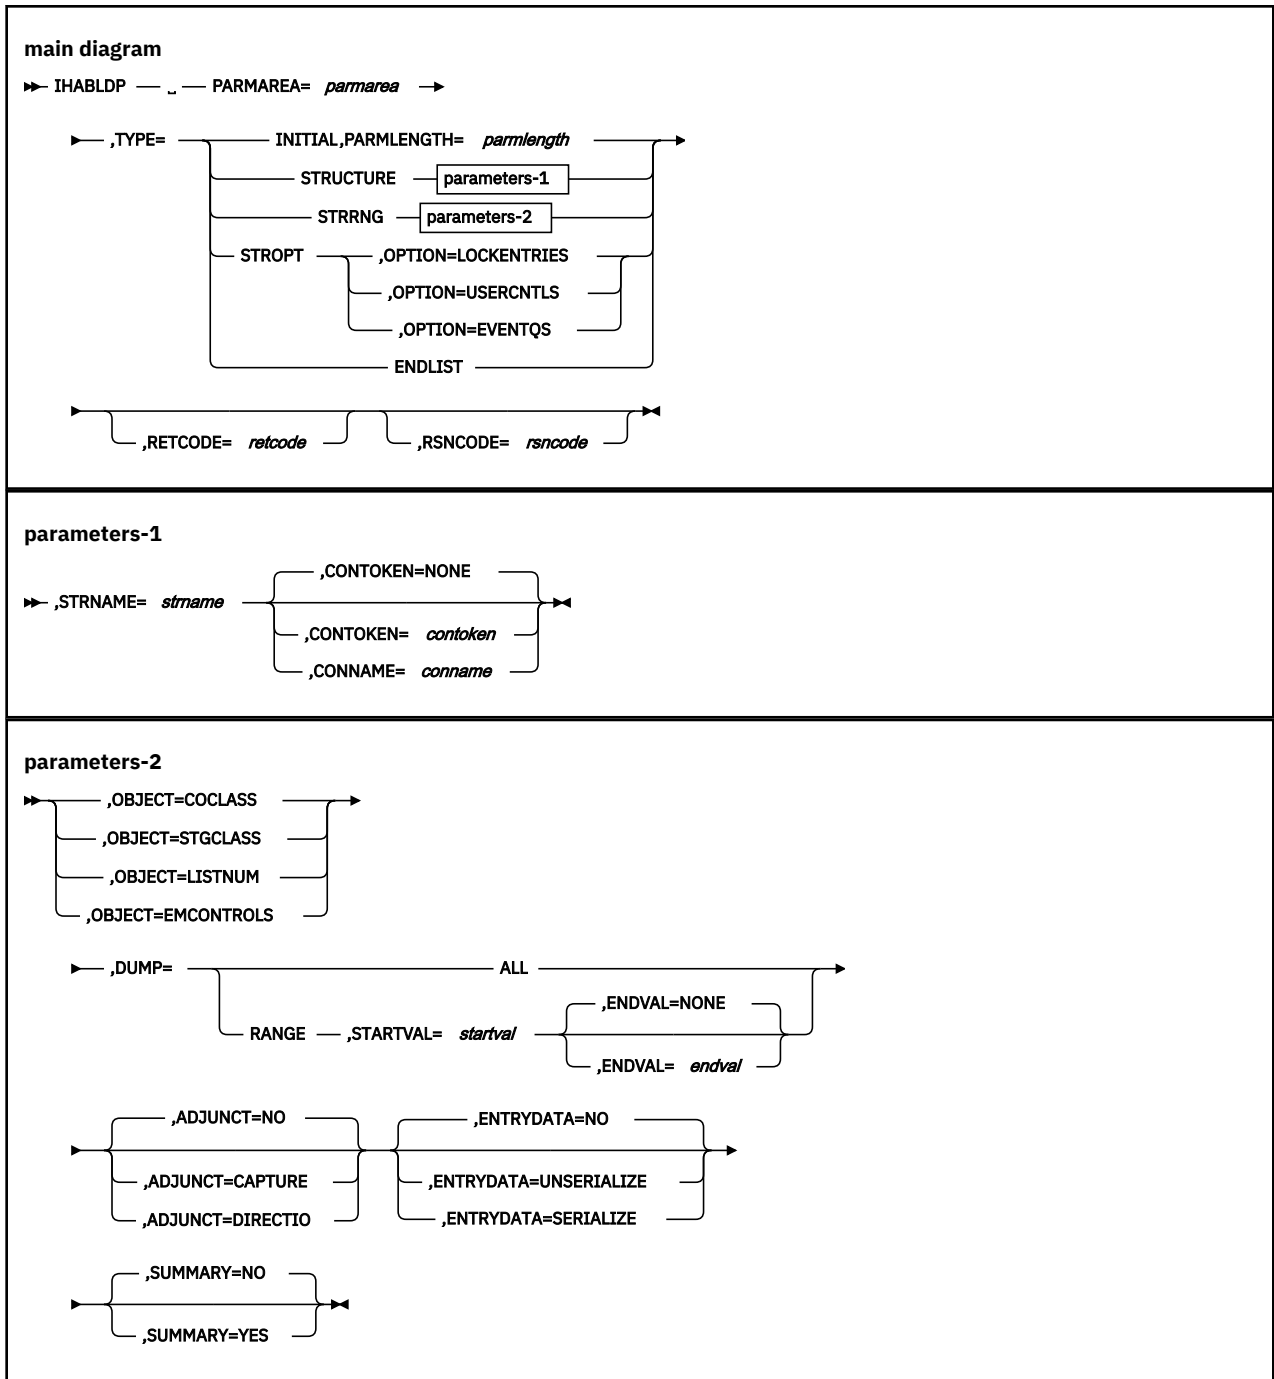 main diagram
IHABLDP ␣ PARMAREA= parmarea
,TYPE= INITIAL,PARMLENGTH= parmlength
STRUCTURE parameters-1
STRRNG parameters-2
STROPT ,OPTION=LOCKENTRIES
,OPTION=USERCNTLS
,OPTION=EVENTQS
ENDLIST
,RETCODE= retcode ,RSNCODE= rsncode
parameters-1
,CONTOKEN=NONE
,STRNAME= strname
,CONTOKEN= contoken
,CONNAME= conname
parameters-2
,OBJECT=COCLASS
,OBJECT=STGCLASS
,OBJECT=LISTNUM
,OBJECT=EMCONTROLS
,DUMP= ALL
,ENDVAL=NONE
RANGE ,STARTVAL= startval
,ENDVAL= endval
,ADJUNCT=NO ,ENTRYDATA=NO
,ADJUNCT=CAPTURE ,ENTRYDATA=UNSERIALIZE
,ADJUNCT=DIRECTIO ,ENTRYDATA=SERIALIZE
,SUMMARY=NO
,SUMMARY=YES